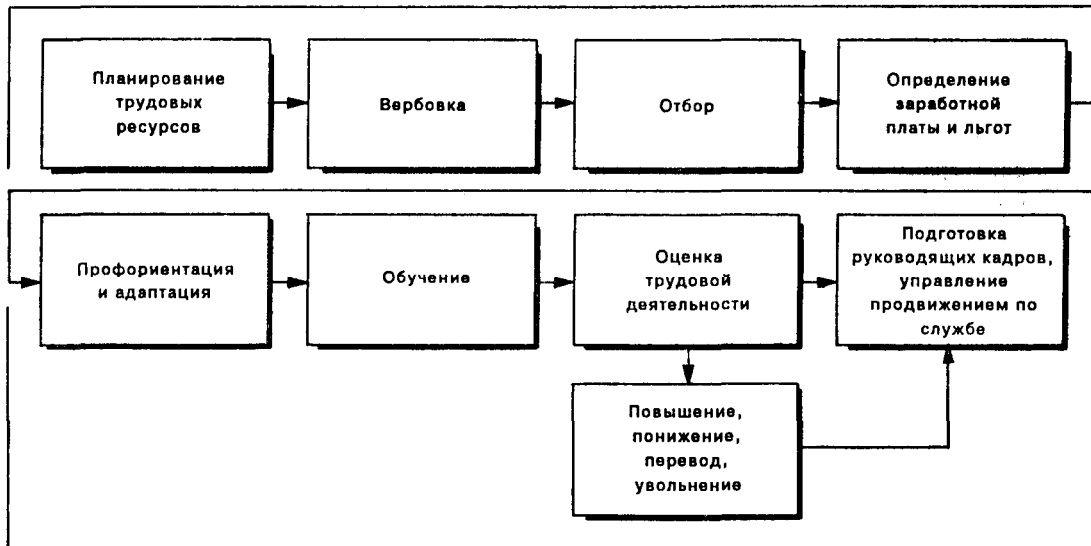 Планирование
трудовых
ресурсов
Вербовка
Отбор
Определение
заработной
платы и льгот
Профориентация
и адаптация
Обучение
Оценка
трудовой
деятельности
Подготовка
руководящих кадров,
управление
продвижением по
службе
Повышение,
понижение,
перевод,
увольнение